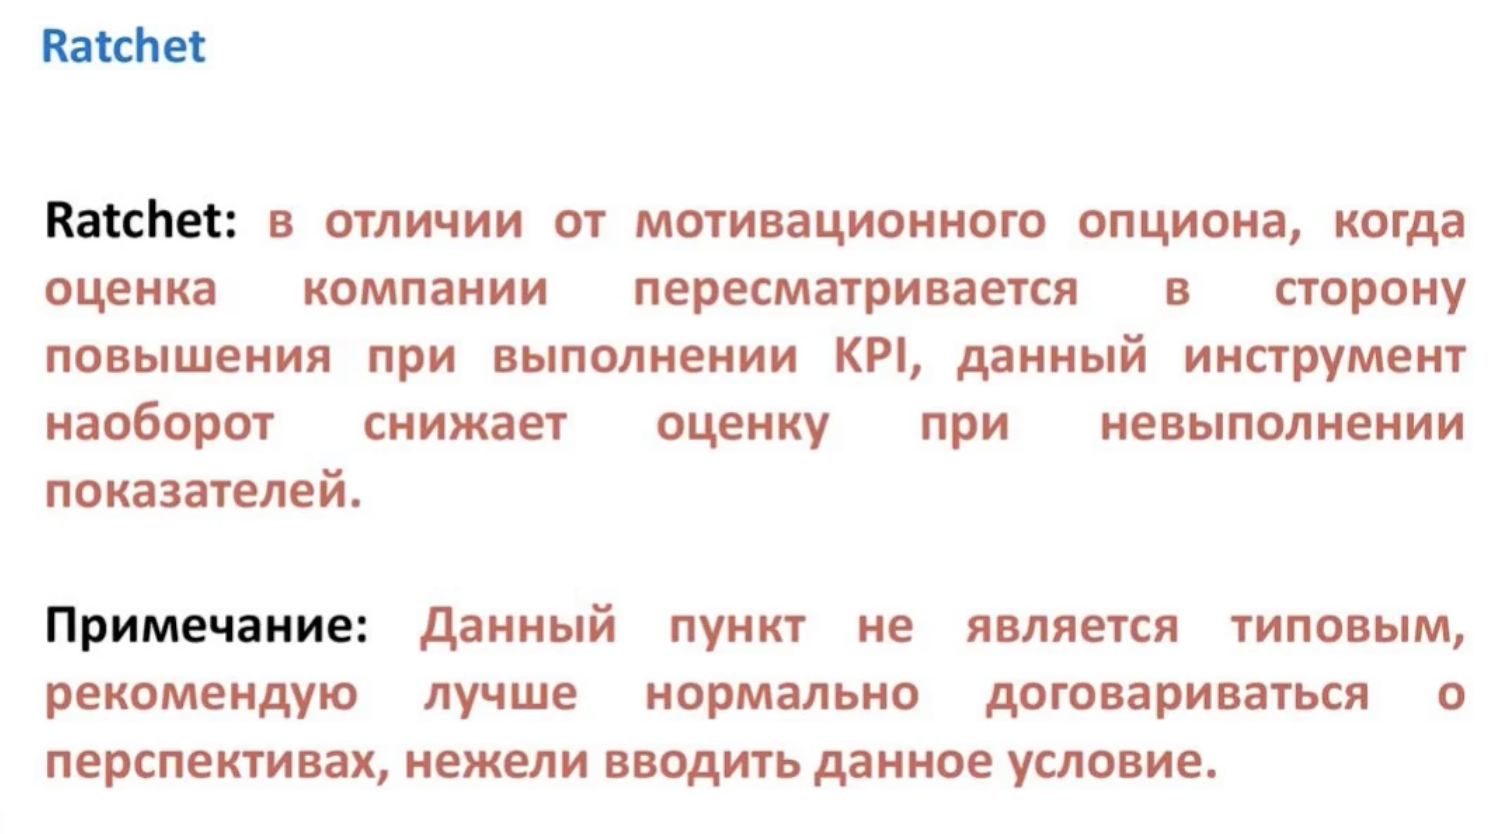 Ratchet
Ratchet: в отличии от мотивационного опциона, когда
оценка компании пересматривается в сторону
повышения при выполнении KPI, данный инструмент
наоборот снижает оценку при невыполнении
показателей.
Примечание: Данный пункт не является типовым,
рекомендую лучше нормально договариваться о
перспективах, нежели вводить данное условие.